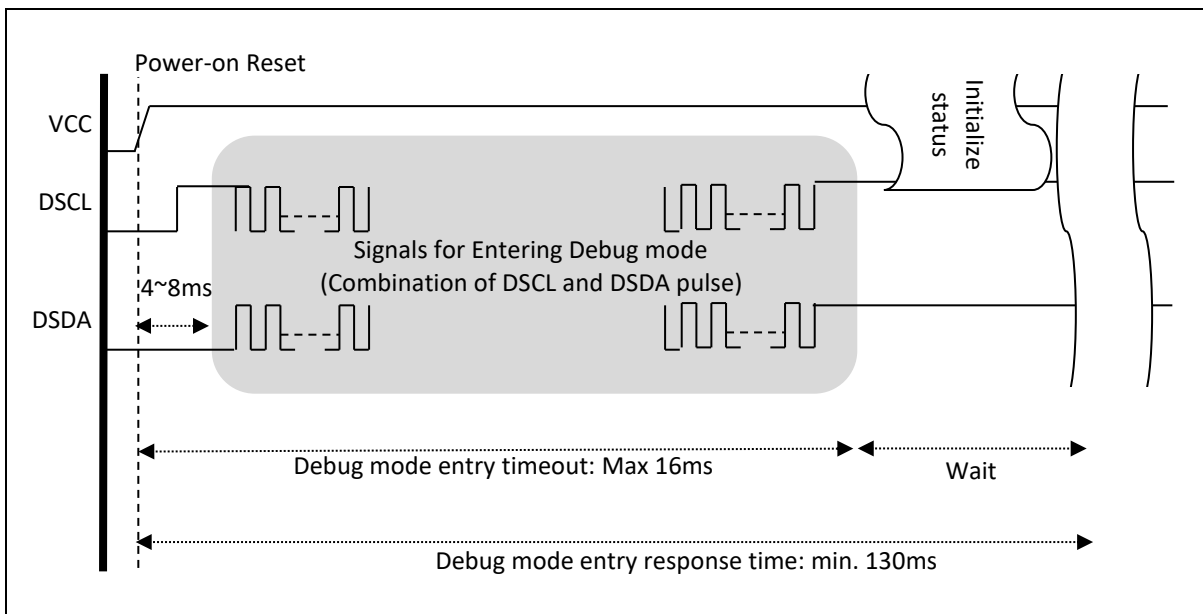 Power-on Reset
Initialize
status
VCC
DSCL
Signals for Entering Debug mode
(Combination of DSCL and DSDA pulse)
4~8ms
DSDA
Debug mode entry timeout: Max 16ms
Wait
Debug mode entry response time: min. 130ms